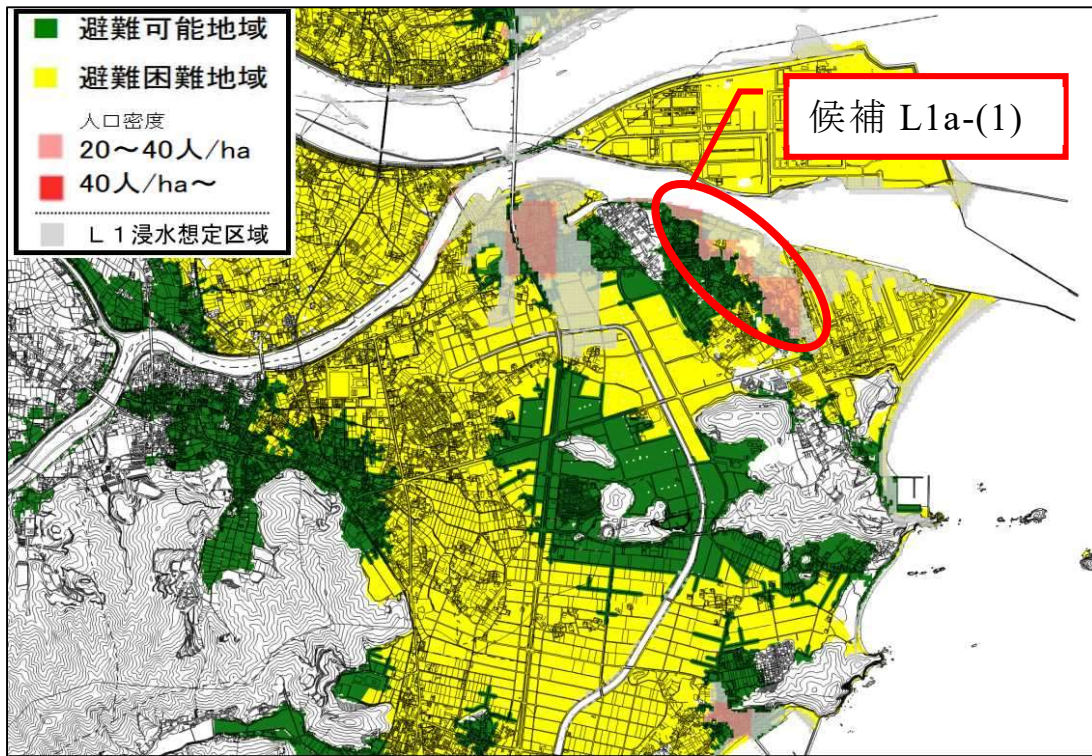 避難可能地域
避難困難地域
人口密度
20～40人/ha
40人/ha～
L1浸水想定区域
候補 L1a-(1)